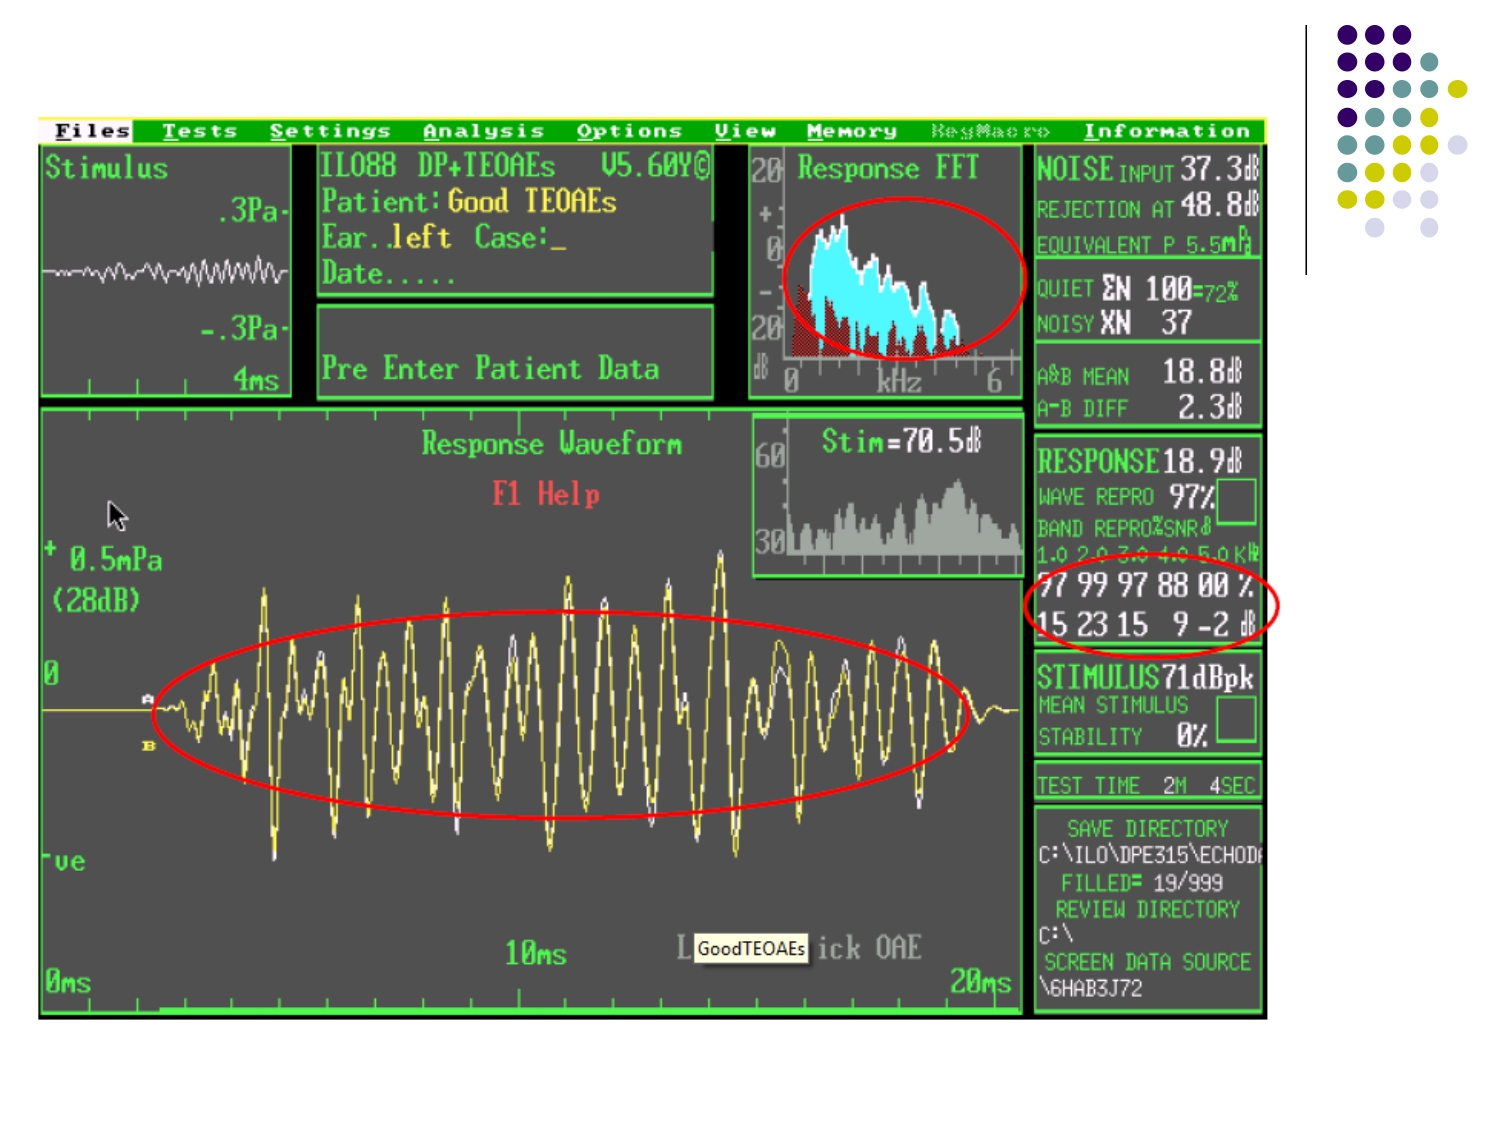 Files Tests Settings Analysis Options View Memory KeyMacro Information
Stimulus
.3Pa
-.3Pa
4ms
ILO88 DP+TEOAEs V5.60Y©
Patient: Good TEOAEs
Ear..left Case:_
Date.....
Pre Enter Patient Data
Response FFT
20
+
0
-
20
dB
0 kHz 6
NOISE INPUT 37.3dB
REJECTION AT 48.8dB
EQUIVALENT P 5.5mPa
QUIET ΣN 100=72%
NOISY XN 37
A&B MEAN 18.8dB
A-B DIFF 2.3dB
Response Waveform
F1 Help
+ 0.5mPa
(28dB)
0
A
B
-ve
10ms
0ms
20ms
L
GoodTEOAEs
ick OAE
Stim=70.5dB
60
30
RESPONSE 18.9dB
WAVE REPRO 97%
BAND REPRO%SNRdB
1.0 2.0 3.0 4.0 5.0 KHz
97 99 97 88 00 %
15 23 15 9 -2 dB
STIMULUS 71dBpk
MEAN STIMULUS
STABILITY 0%
TEST TIME 2M 4SEC
SAVE DIRECTORY
C:\ILO\DPE315\ECHODA
FILLED= 19/999
REVIEW DIRECTORY
C:\
SCREEN DATA SOURCE
\6HAB3J72